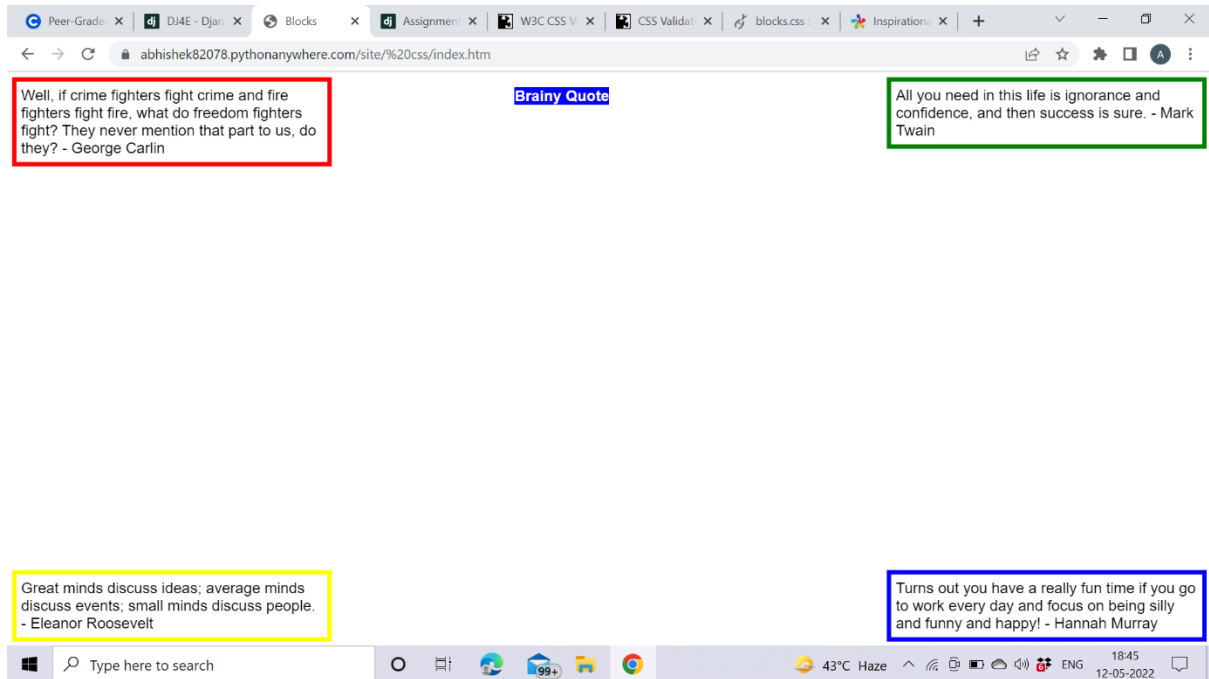 Peer-Grade
DJ4E - Djan
Blocks
Assignment
W3C CSS V
CSS Validat
blocks.css :
Inspirationa
abhishek82078.pythonanywhere.com/site/%20css/index.htm
A
Well, if crime fighters fight crime and fire
fighters fight fire, what do freedom fighters
fight? They never mention that part to us, do
they? - George Carlin
Brainy Quote
All you need in this life is ignorance and
confidence, and then success is sure. - Mark
Twain
Great minds discuss ideas; average minds
discuss events; small minds discuss people.
- Eleanor Roosevelt
Turns out you have a really fun time if you go
to work every day and focus on being silly
and funny and happy! - Hannah Murray
Type here to search
99+
43°C Haze
ENG
18:45
12-05-2022